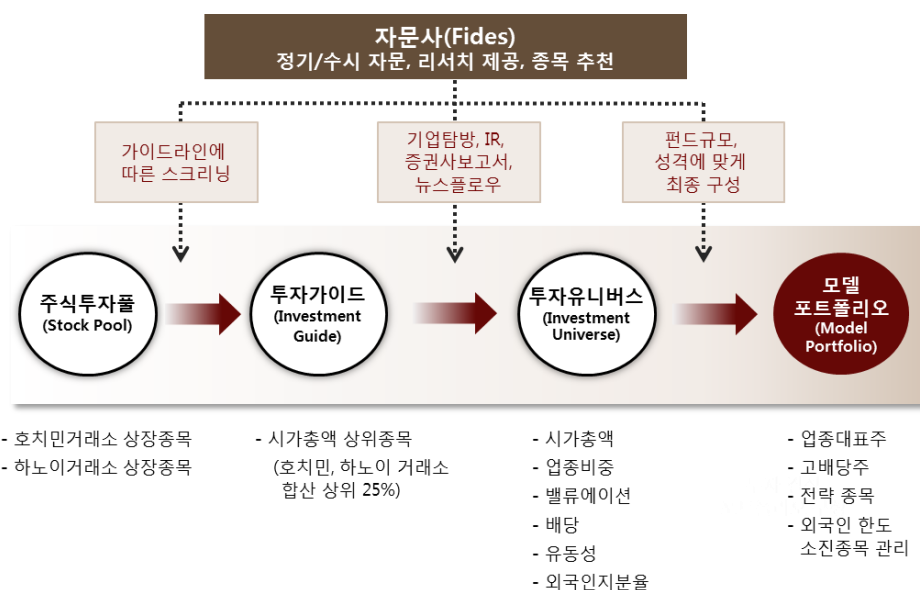 자문사(Fides)
정기/수시 자문, 리서치 제공, 종목 추천
가이드라인에
따른 스크리닝
기업탐방, IR,
증권사보고서,
뉴스플로우
펀드규모,
성격에 맞게
최종 구성
주식투자풀
(Stock Pool)
투자가이드
(Investment
Guide)
투자유니버스
(Investment
Universe)
모델
포트폴리오
(Model
Portfolio)
- 호치민거래소 상장종목
- 하노이거래소 상장종목
- 시가총액 상위종목
(호치민, 하노이 거래소
합산 상위 25%)
- 시가총액
- 업종비중
- 밸류에이션
- 배당
- 유동성
- 외국인지분율
- 업종대표주
- 고배당주
- 전략 종목
- 외국인 한도
소진종목 관리